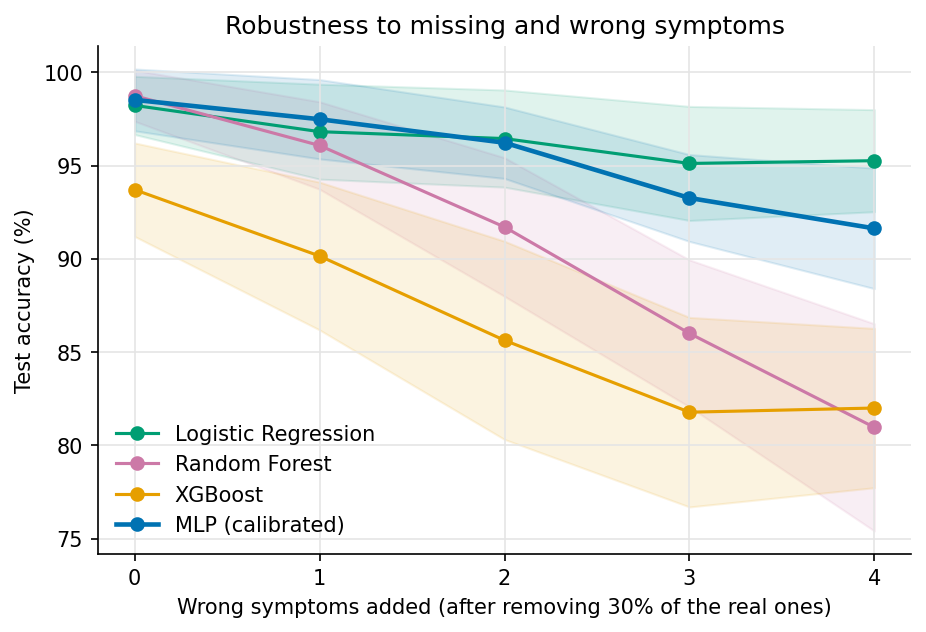 Robustness to missing and wrong symptoms
Test accuracy (%)
100
95
90
85
80
75
Logistic Regression
Random Forest
XGBoost
MLP (calibrated)
0 1 2 3 4
Wrong symptoms added (after removing 30% of the real ones)